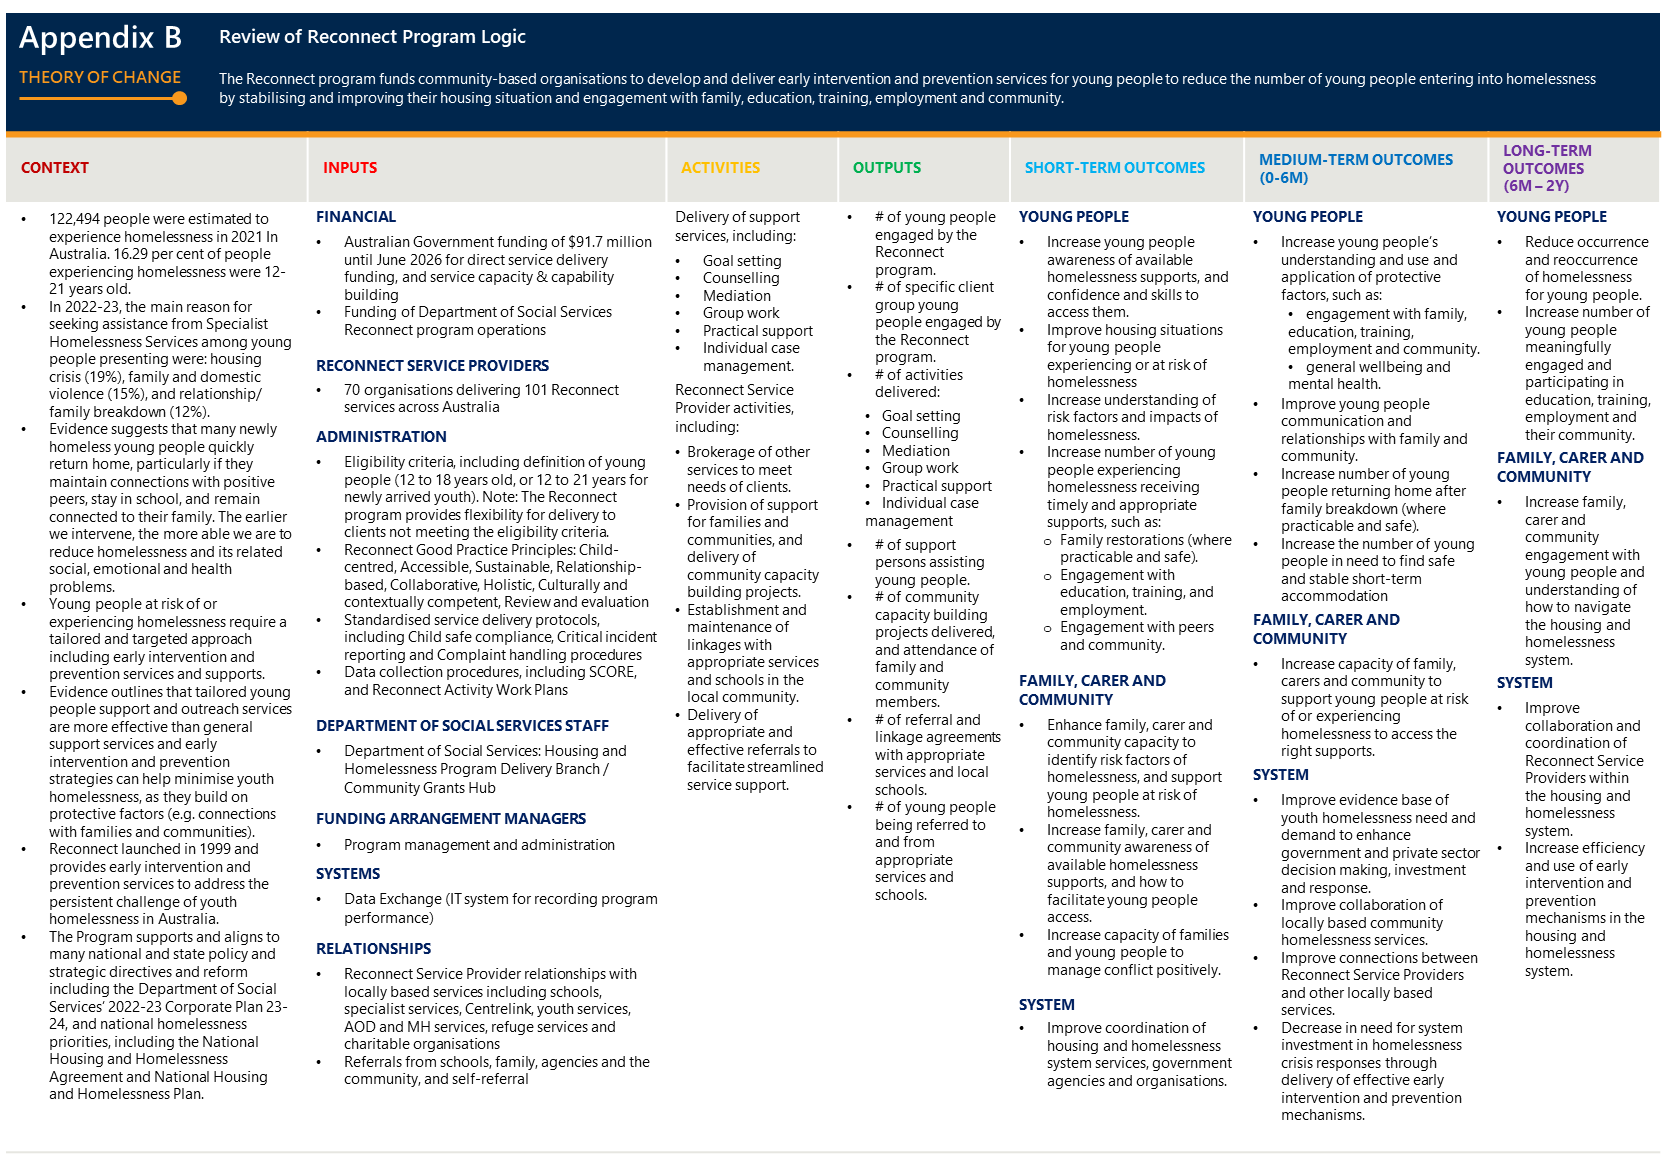 Appendix B
THEORY OF CHANGE
Review of Reconnect Program Logic
The Reconnect program funds community-based organisations to develop and deliver early intervention and prevention services for young people to reduce the number of young people entering into homelessness
by stabilising and improving their housing situation and engagement with family, education, training, employment and community.
CONTEXT
• 122,494 people were estimated to
experience homelessness in 2021 In
Australia. 16.29 per cent of people
experiencing homelessness were 12-
21 years old.
• In 2022-23, the main reason for
seeking assistance from Specialist
Homelessness Services among young
people presenting were: housing
crisis (19%), family and domestic
violence (15%), and relationship/
family breakdown (12%).
• Evidence suggests that many newly
homeless young people quickly
return home, particularly if they
maintain connections with positive
peers, stay in school, and remain
connected to their family. The earlier
we intervene, the more able we are to
reduce homelessness and its related
social, emotional and health
problems.
• Young people at risk of or
experiencing homelessness require a
tailored and targeted approach
including early intervention and
prevention services and supports.
• Evidence outlines that tailored young
people support and outreach services
are more effective than general
support services and early
intervention and prevention
strategies can help minimise youth
homelessness, as they build on
protective factors (e.g. connections
with families and communities).
• Reconnect launched in 1999 and
provides early intervention and
prevention services to address the
persistent challenge of youth
homelessness in Australia.
• The Program supports and aligns to
many national and state policy and
strategic directives and reform
including the Department of Social
Services’ 2022-23 Corporate Plan 23-
24, and national homelessness
priorities, including the National
Housing and Homelessness
Agreement and National Housing
and Homelessness Plan.
INPUTS
FINANCIAL
• Australian Government funding of $91.7 million
until June 2026 for direct service delivery
funding, and service capacity & capability
building
• Funding of Department of Social Services
Reconnect program operations
RECONNECT SERVICE PROVIDERS
• 70 organisations delivering 101 Reconnect
services across Australia
ADMINISTRATION
• Eligibility criteria, including definition of young
people (12 to 18 years old, or 12 to 21 years for
newly arrived youth). Note: The Reconnect
program provides flexibility for delivery to
clients not meeting the eligibility criteria.
• Reconnect Good Practice Principles: Child-
centred, Accessible, Sustainable, Relationship-
based, Collaborative, Holistic, Culturally and
contextually competent, Review and evaluation
• Standardised service delivery protocols,
including Child safe compliance, Critical incident
reporting and Complaint handling procedures
• Data collection procedures, including SCORE,
and Reconnect Activity Work Plans
DEPARTMENT OF SOCIAL SERVICES STAFF
• Department of Social Services: Housing and
Homelessness Program Delivery Branch /
Community Grants Hub
FUNDING ARRANGEMENT MANAGERS
• Program management and administration
SYSTEMS
• Data Exchange (IT system for recording program
performance)
RELATIONSHIPS
• Reconnect Service Provider relationships with
locally based services including schools,
specialist services, Centrelink, youth services,
AOD and MH services, refuge services and
charitable organisations
• Referrals from schools, family, agencies and the
community, and self-referral
ACTIVITIES
Delivery of support
services, including:
• Goal setting
• Counselling
• Mediation
• Group work
• Practical support
• Individual case
management.
Reconnect Service
Provider activities,
including:
• Brokerage of other
services to meet
needs of clients.
• Provision of support
for families and
communities, and
delivery of
community capacity
building projects.
• Establishment and
maintenance of
linkages with
appropriate services
and schools in the
local community.
• Delivery of
appropriate and
effective referrals to
facilitate streamlined
service support.
OUTPUTS
• # of young people
engaged by the
Reconnect
program.
• # of specific client
group young
people engaged by
the Reconnect
program.
• # of activities
delivered:
• Goal setting
• Counselling
• Mediation
• Group work
• Practical support
• Individual case
management
• # of support
persons assisting
young people.
• # of community
capacity building
projects delivered,
and attendance of
family and
community
members.
• # of referral and
linkage agreements
with appropriate
services and local
schools.
• # of young people
being referred to
and from
appropriate
services and
schools.
SHORT-TERM OUTCOMES
YOUNG PEOPLE
• Increase young people
awareness of available
homelessness supports, and
confidence and skills to
access them.
• Improve housing situations
for young people
experiencing or at risk of
homelessness
• Increase understanding of
risk factors and impacts of
homelessness.
• Increase number of young
people experiencing
homelessness receiving
timely and appropriate
supports, such as:
o Family restorations (where
practicable and safe).
o Engagement with
education, training, and
employment.
o Engagement with peers
and community.
FAMILY, CARER AND
COMMUNITY
• Enhance family, carer and
community capacity to
identify risk factors of
homelessness, and support
young people at risk of
homelessness.
• Increase family, carer and
community awareness of
available homelessness
supports, and how to
facilitate young people
access.
• Increase capacity of families
and young people to
manage conflict positively.
SYSTEM
• Improve coordination of
housing and homelessness
system services, government
agencies and organisations.
MEDIUM-TERM OUTCOMES
(0-6M)
YOUNG PEOPLE
• Increase young people’s
understanding and use and
application of protective
factors, such as:
• engagement with family,
education, training,
employment and community.
• general wellbeing and
mental health.
• Improve young people
communication and
relationships with family and
community.
• Increase number of young
people returning home after
family breakdown (where
practicable and safe).
• Increase the number of young
people in need to find safe
and stable short-term
accommodation
FAMILY, CARER AND
COMMUNITY
• Increase capacity of family,
carers and community to
support young people at risk
of or experiencing
homelessness to access the
right supports.
SYSTEM
• Improve evidence base of
youth homelessness need and
demand to enhance
government and private sector
decision making, investment
and response.
• Improve collaboration of
locally based community
homelessness services.
• Improve connections between
Reconnect Service Providers
and other locally based
services.
• Decrease in need for system
investment in homelessness
crisis responses through
delivery of effective early
intervention and prevention
mechanisms.
LONG-TERM
OUTCOMES
(6M – 2Y)
YOUNG PEOPLE
• Reduce occurrence
and reoccurrence
of homelessness
for young people.
• Increase number of
young people
meaningfully
engaged and
participating in
education, training,
employment and
their community.
FAMILY, CARER AND
COMMUNITY
• Increase family,
carer and
community
engagement with
young people and
understanding of
how to navigate
the housing and
homelessness
system.
SYSTEM
• Improve
collaboration and
coordination of
Reconnect Service
Providers within
the housing and
homelessness
system.
• Increase efficiency
and use of early
intervention and
prevention
mechanisms in the
housing and
homelessness
system.